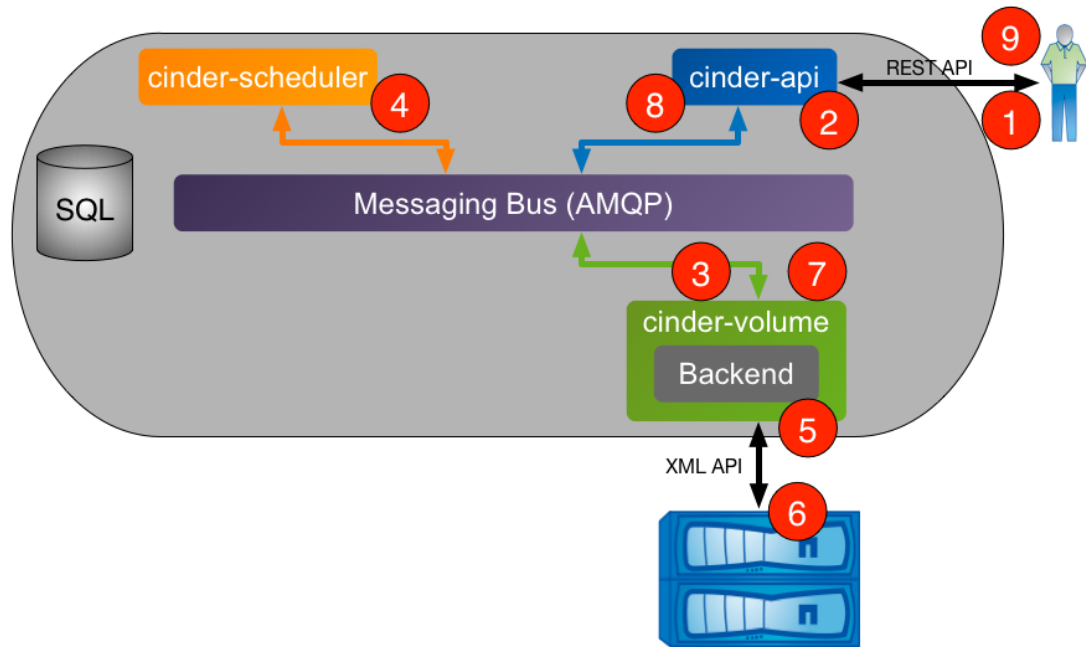 9
cinder-scheduler
cinder-api
REST API
4
8
2
1
SQL
Messaging Bus (AMQP)
3
7
cinder-volume
Backend
5
XML API
6